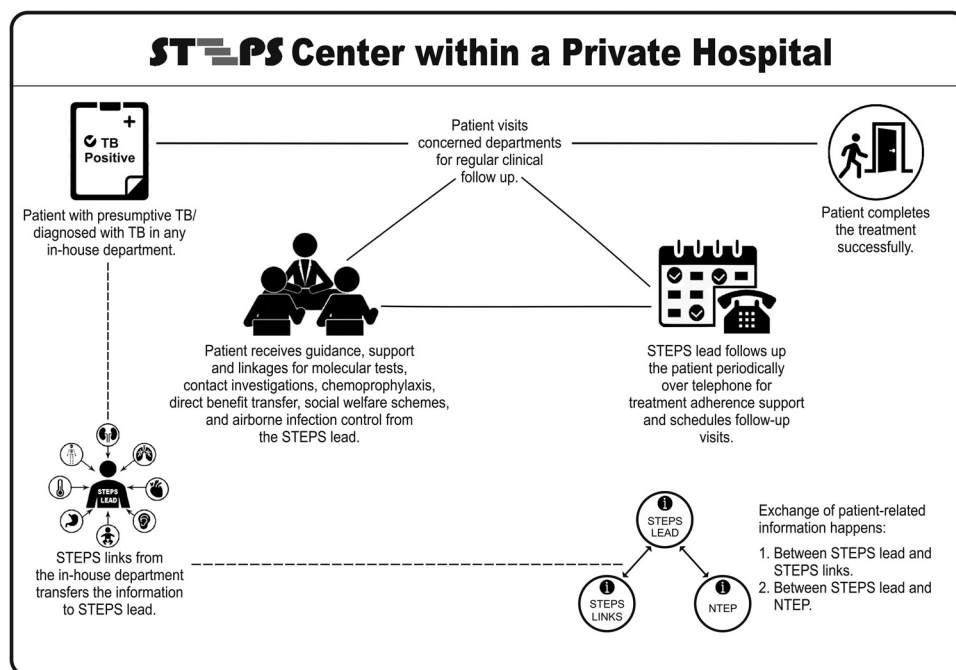 STEPS Center within a Private Hospital
TB
Positive
Patient visits
concerned departments
for regular clinical
follow up.
Patient with presumptive TB/
diagnosed with TB in any
in-house department.
Patient completes
the treatment
successfully.
Patient receives guidance, support
and linkages for molecular tests,
contact investigations, chemoprophylaxis,
direct benefit transfer, social welfare schemes,
and airborne infection control from
the STEPS lead.
STEPS lead follows up
the patient periodically
over telephone for
treatment adherence support
and schedules follow-up
visits.
STEPS
LEAD
STEPS links from
the in-house department
transfers the information
to STEPS lead.
i
STEPS
LEAD
i
STEPS
LINKS
i
NTEP
Exchange of patient-related
information happens:
1. Between STEPS lead and
STEPS links.
2. Between STEPS lead and
NTEP.